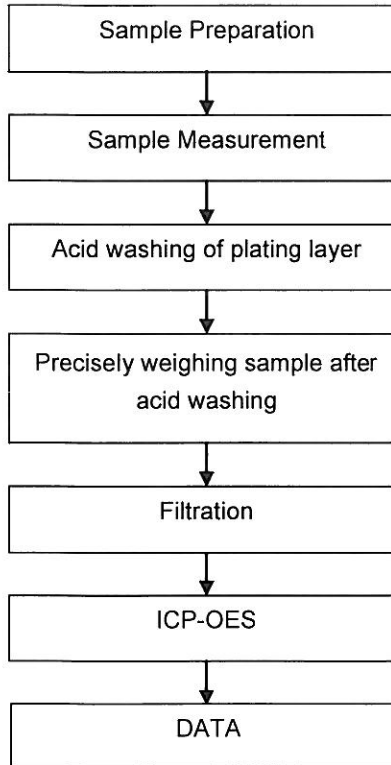 Sample Preparation
Sample Measurement
Acid washing of plating layer
Precisely weighing sample after
acid washing
Filtration
ICP-OES
DATA